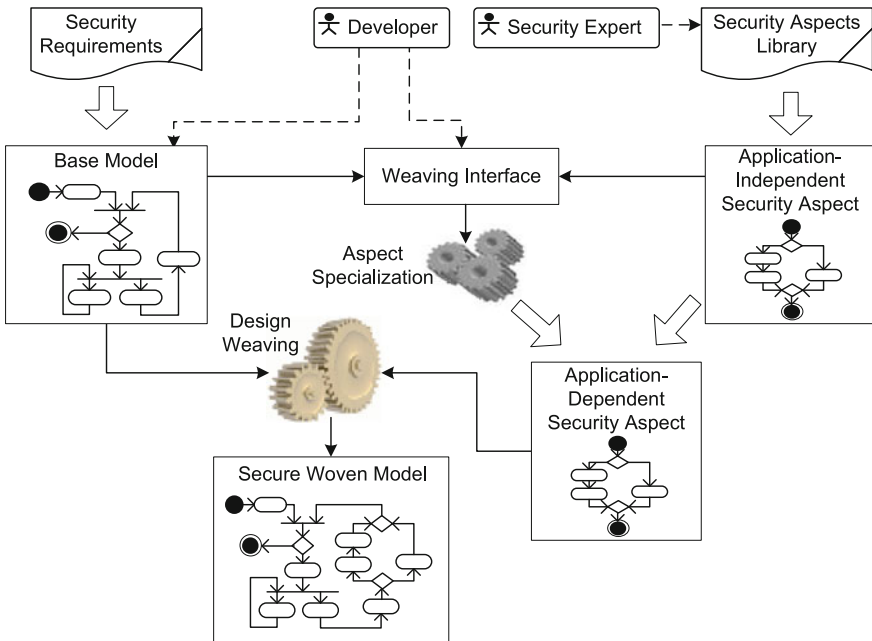 Security
Requirements
Developer
Security Expert
Security Aspects
Library
Base Model
Weaving Interface
Application-
Independent
Security Aspect
Aspect
Specialization
Design
Weaving
Application-
Dependent
Security Aspect
Secure Woven Model